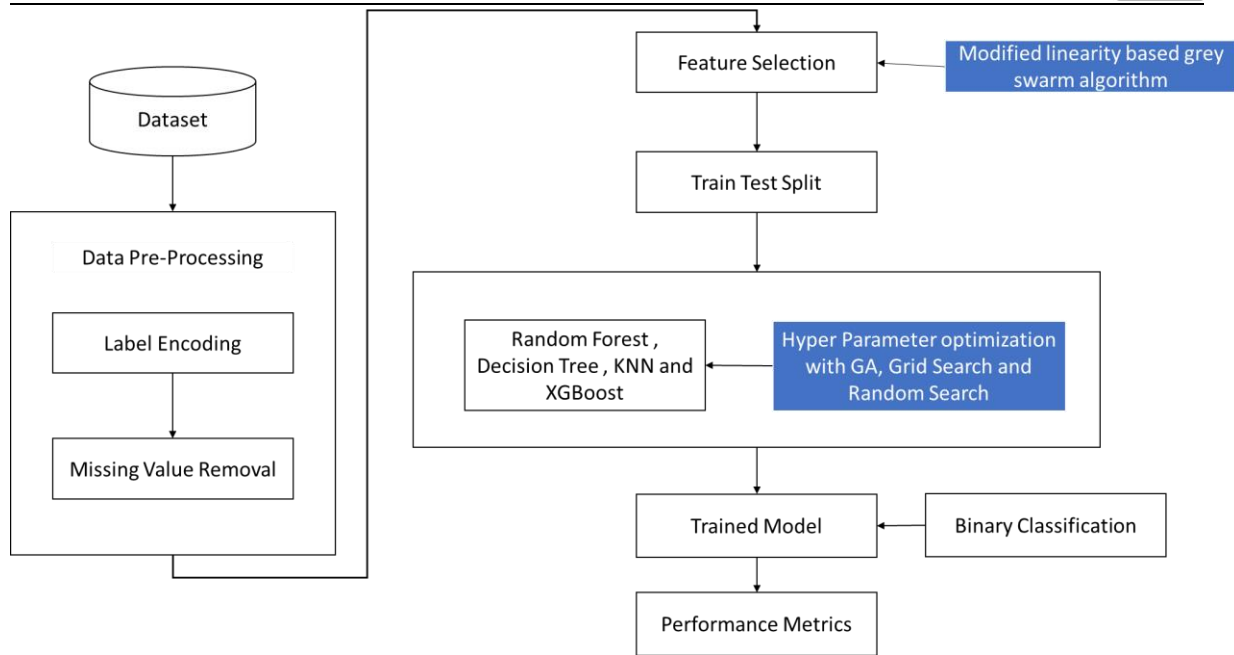 Dataset
Data Pre-Processing
Label Encoding
Missing Value Removal
Feature Selection
Modified linearity based grey
swarm algorithm
Train Test Split
Random Forest ,
Decision Tree , KNN and
XGBoost
Hyper Parameter optimization
with GA, Grid Search and
Random Search
Trained Model
Binary Classification
Performance Metrics